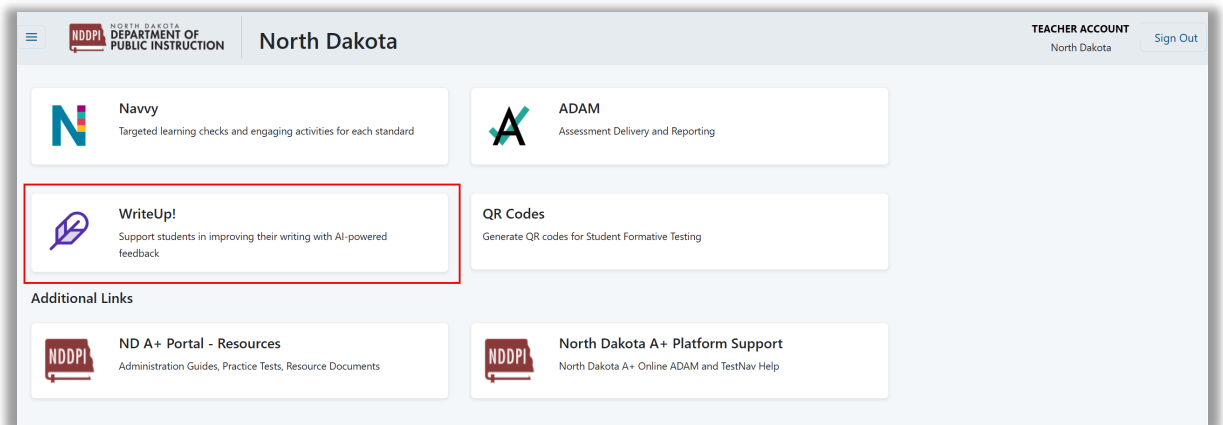 NDDPI
NORTH DAKOTA
DEPARTMENT OF
PUBLIC INSTRUCTION
North Dakota
TEACHER ACCOUNT
North Dakota
Sign Out
Navvy
Targeted learning checks and engaging activities for each standard
ADAM
Assessment Delivery and Reporting
WriteUp!
Support students in improving their writing with AI-powered
feedback
QR Codes
Generate QR codes for Student Formative Testing
Additional Links
NDDPI
ND A+ Portal - Resources
Administration Guides, Practice Tests, Resource Documents
NDDPI
North Dakota A+ Platform Support
North Dakota A+ Online ADAM and TestNav Help